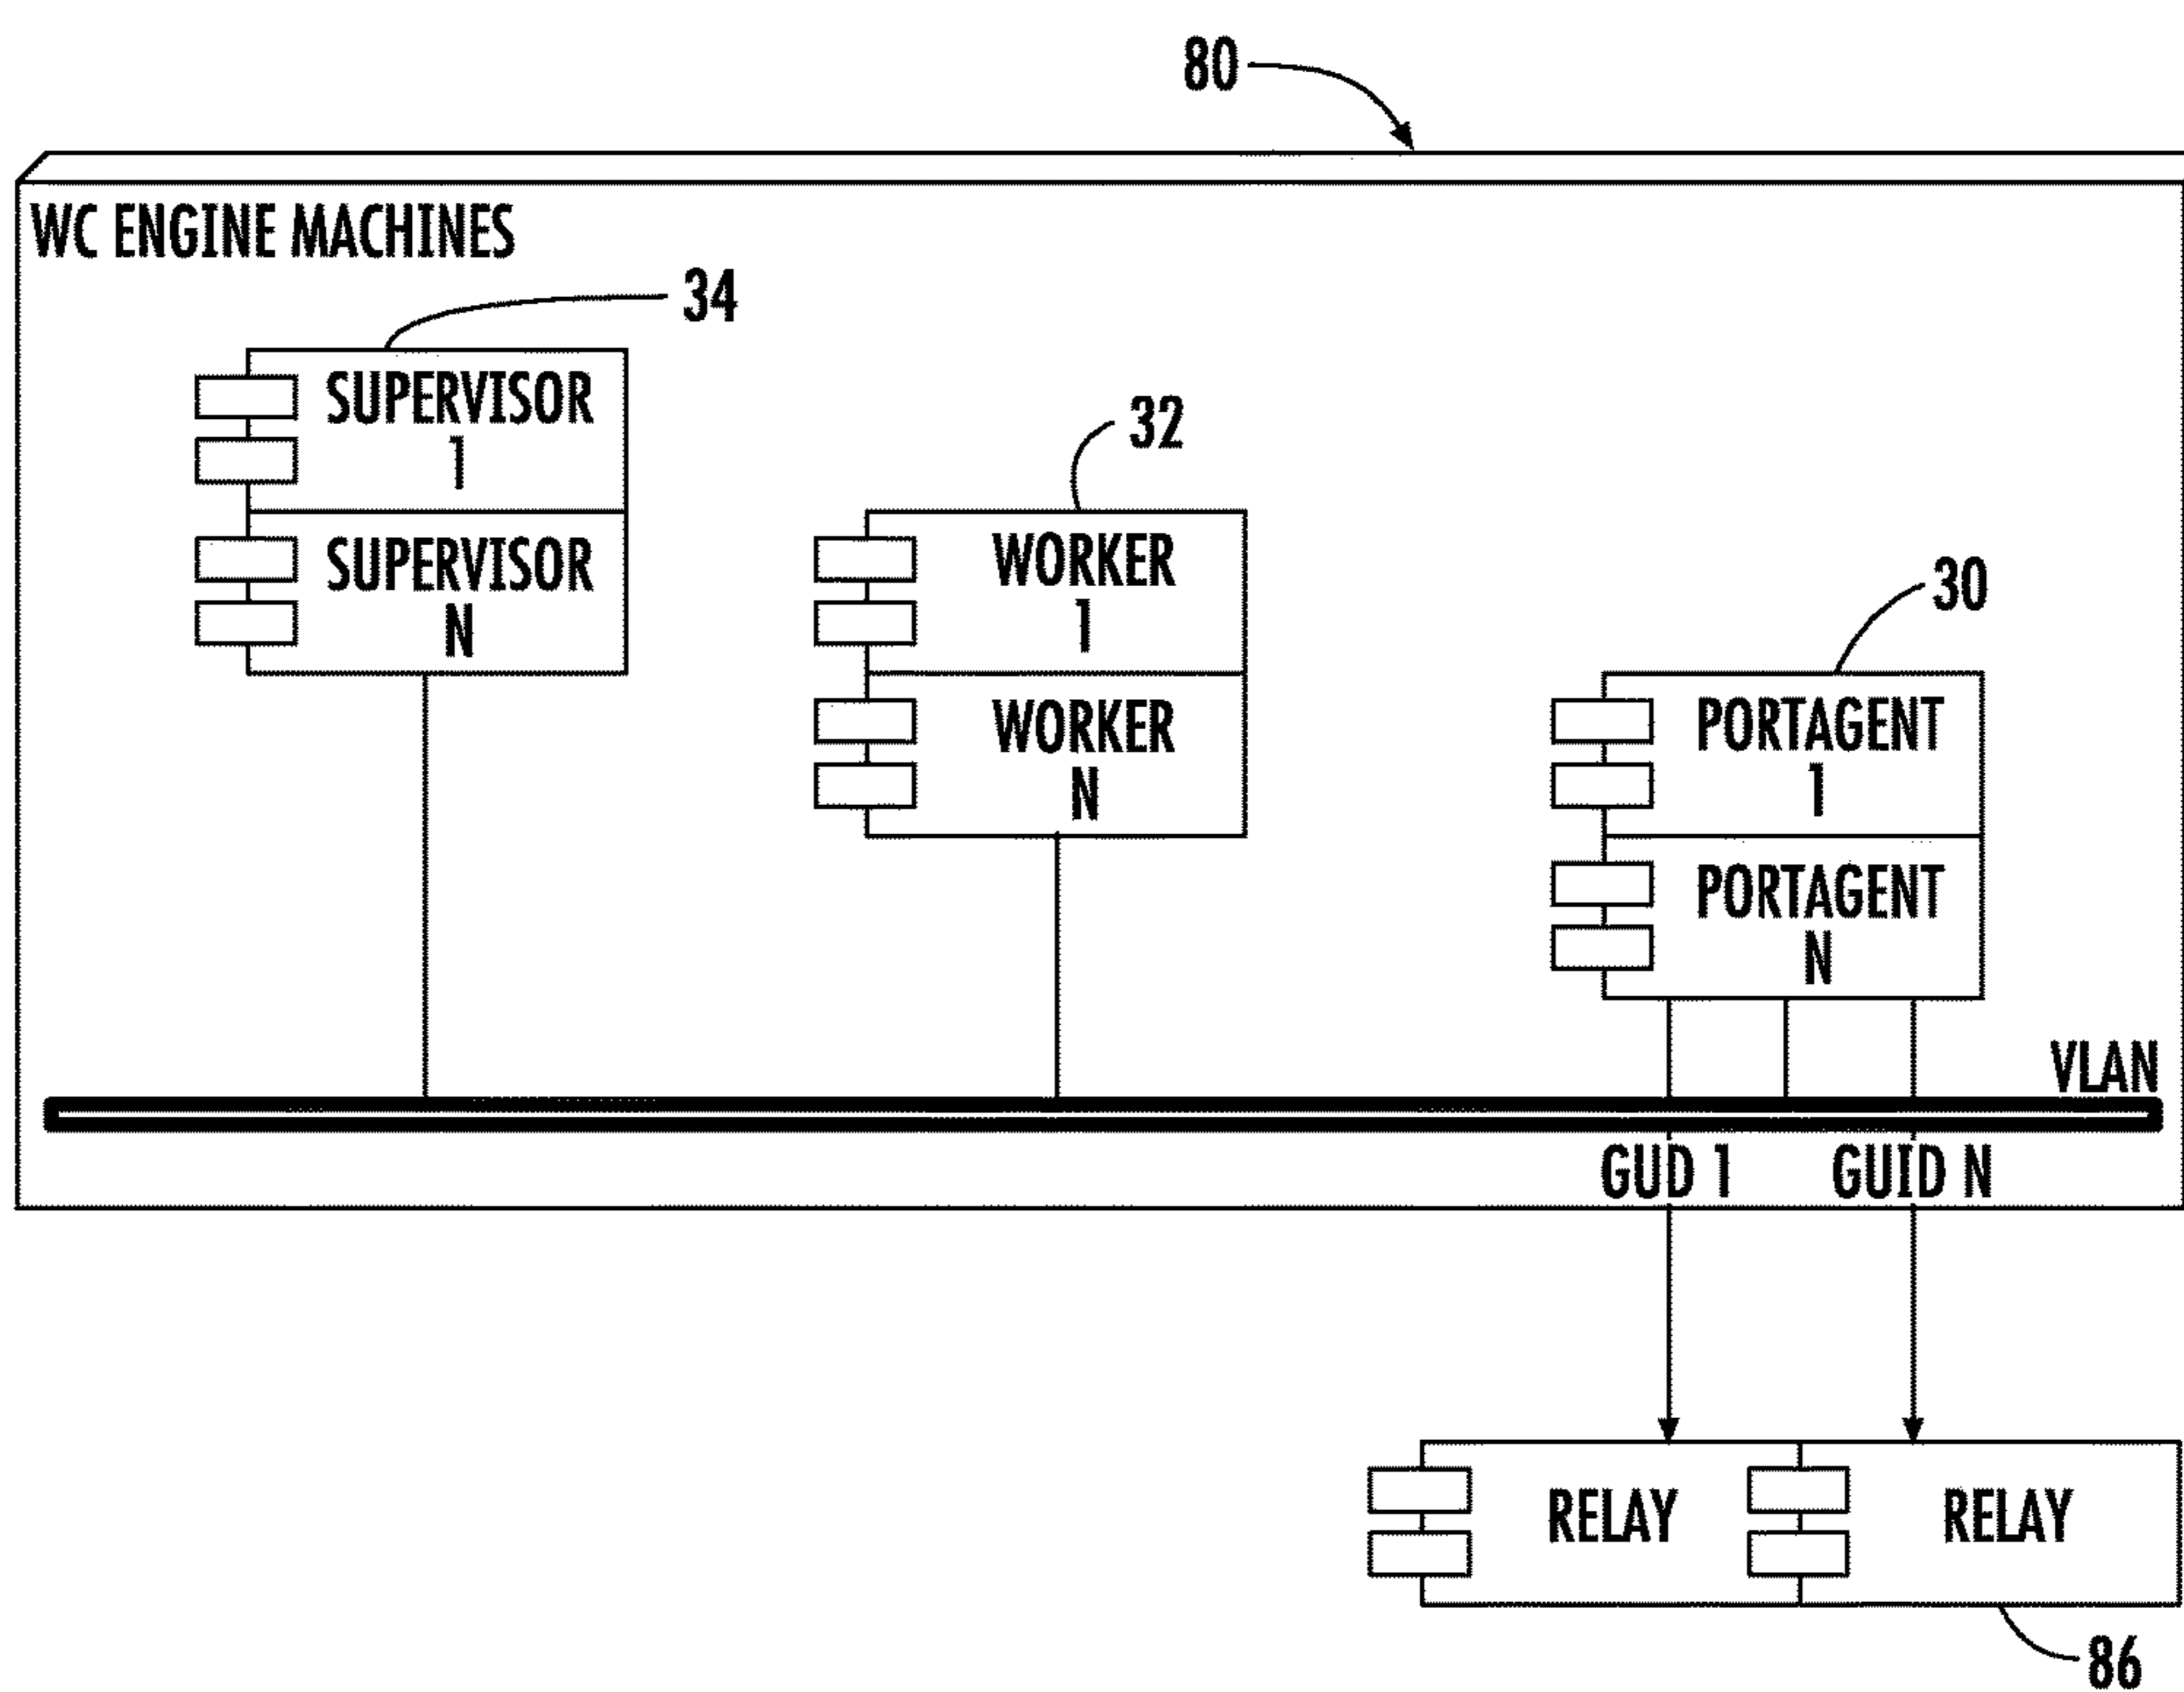 80
WC ENGINE MACHINES
34
SUPERVISOR
1
SUPERVISOR
N
32
WORKER
1
WORKER
N
30
PORTAGENT
1
PORTAGENT
N
VLAN
GUD 1
GUID N
RELAY
RELAY
86